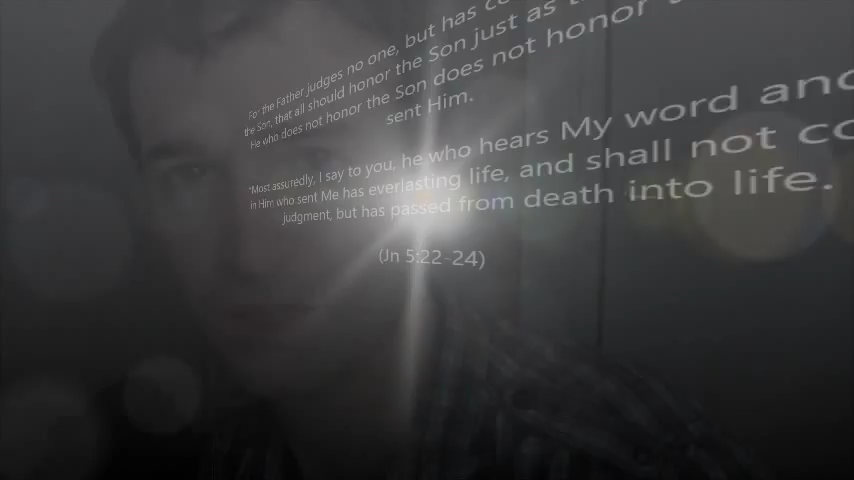 For the Father judges no one, but has co
the Son, that all should honor the Son just as t
He who does not honor the Son does not honor
sent Him.
"Most assuredly, I say to you, he who hears My word and
in Him who sent Me has everlasting life, and shall not co
judgment, but has passed from death into life.
(Jn 5:22-24)